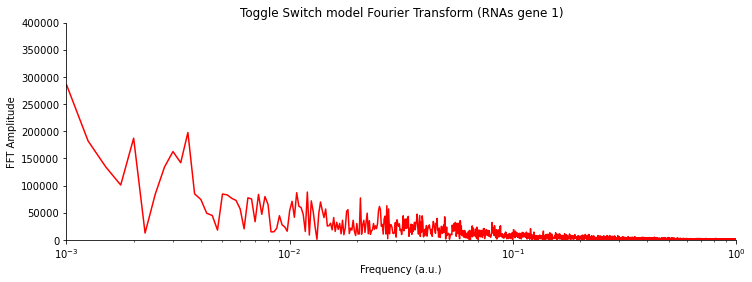 Toggle Switch model Fourier Transform (RNAs gene 1)
400000
350000
300000
250000
200000
150000
100000
50000
0
FFT Amplitude
10⁻³ 10⁻² 10⁻¹ 10⁰
Frequency (a.u.)